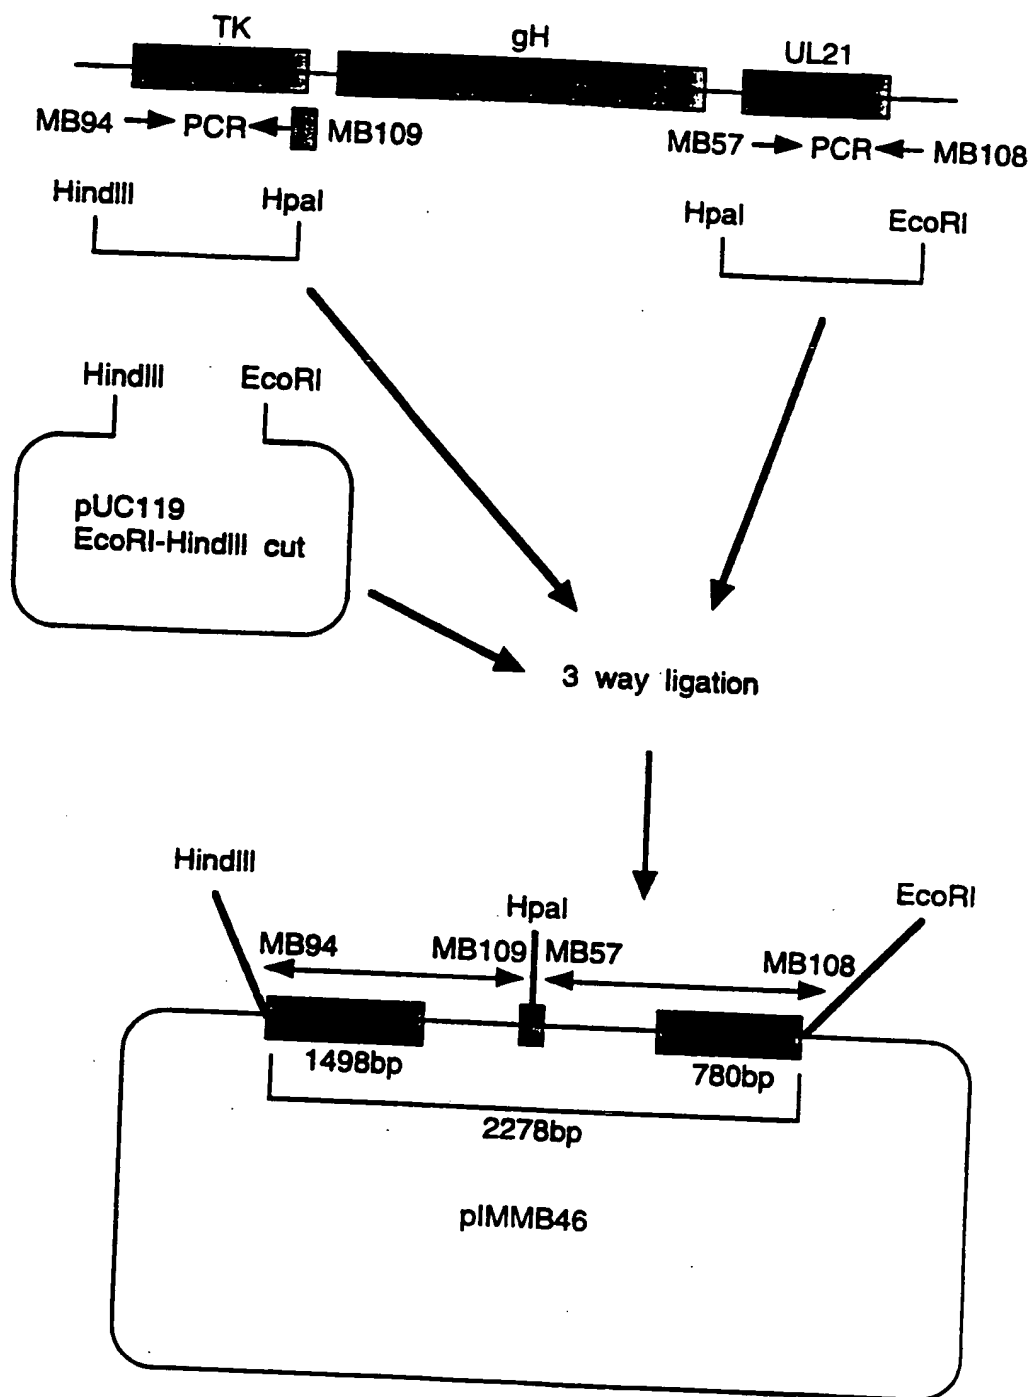 TK gH UL21
MB94 PCR MB109 MB57 PCR MB108
HindIII HpaI HpaI EcoRI
HindIII EcoRI
pUC119
EcoRI-HindIII cut
3 way ligation
HindIII HpaI EcoRI
MB94 MB109 MB57 MB108
1498bp 780bp
2278bp
pIMMB46